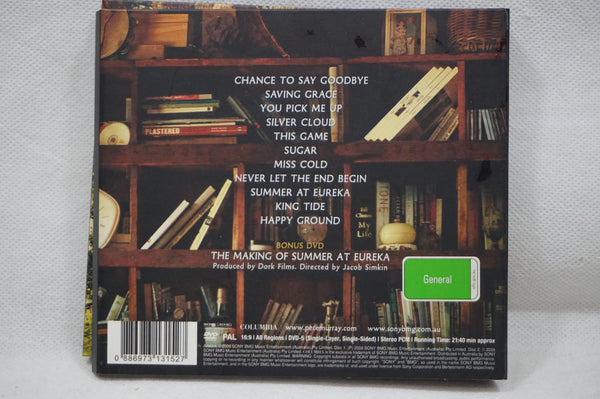 CHANCE TO SAY GOODBYE
SAVING GRACE
YOU PICK ME UP
SILVER CLOUD
PLASTERED
THIS GAME
SUGAR
MISS COLD
NEVER LET THE END BEGIN
SUMMER AT EUREKA
STONE
KING TIDE
My
Life
HAPPY GROUND
BONUS DVD
THE MAKING OF SUMMER AT EUREKA
Produced by Dork Films. Directed by Jacob Simkin
General
COLUMBIA www.petemurray.com www.sonybmg.com.au
PAL 16:9 I All Regions / DVD-5 (Single-Layer, Single-Sided) I Stereo PCM I Running Time: 21:40 min approx
0 886973 131527